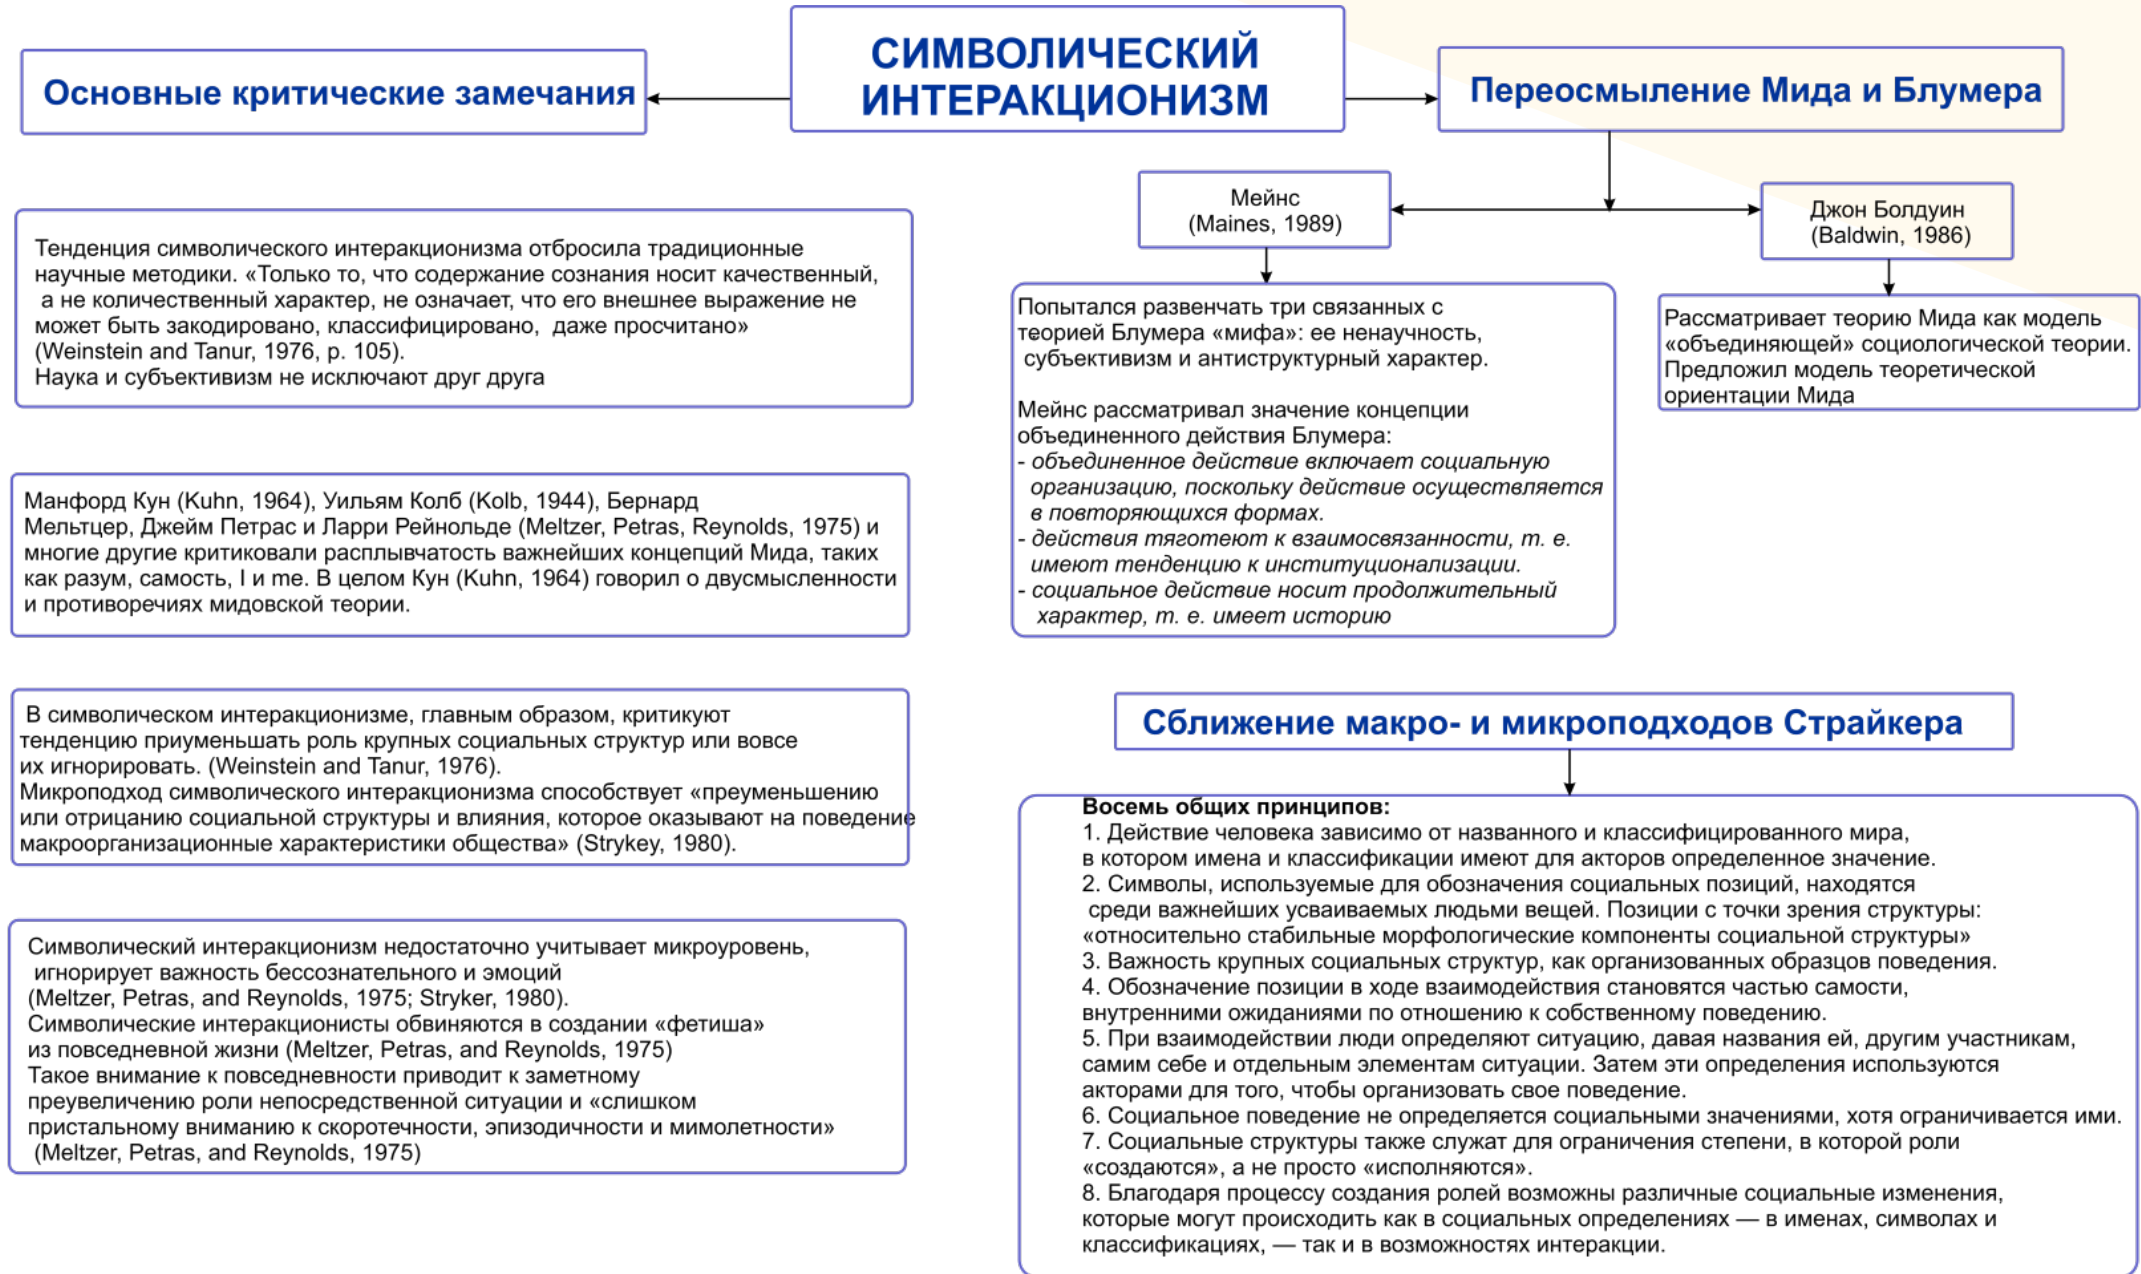 СИМВОЛИЧЕСКИЙ
ИНТЕРАКЦИОНИЗМ
Основные критические замечания
Тенденция символического интеракционизма отбросила традиционные
научные методики. «Только то, что содержание сознания носит качественный,
а не количественный характер, не означает, что его внешнее выражение не
может быть закодировано, классифицировано, даже просчитано»
(Weinstein and Tanur, 1976, p. 105).
Наука и субъективизм не исключают друг друга
Манфорд Кун (Kuhn, 1964), Уильям Колб (Kolb, 1944), Бернард
Мельтцер, Джейм Петрас и Ларри Рейнольде (Meltzer, Petras, Reynolds, 1975) и
многие другие критиковали расплывчатость важнейших концепций Мида, таких
как разум, самость, I и me. В целом Кун (Kuhn, 1964) говорил о двусмысленности
и противоречиях мидовской теории.
В символическом интеракционизме, главным образом, критикуют
тенденцию приуменьшать роль крупных социальных структур или вовсе
их игнорировать. (Weinstein and Tanur, 1976).
Микроподход символического интеракционизма способствует «преуменьшению
или отрицанию социальной структуры и влияния, которое оказывают на поведение
макроорганизационные характеристики общества» (Strykey, 1980).
Символический интеракционизм недостаточно учитывает микроуровень,
игнорирует важность бессознательного и эмоций
(Meltzer, Petras, and Reynolds, 1975; Stryker, 1980).
Символические интеракционисты обвиняются в создании «фетиша»
из повседневной жизни (Meltzer, Petras, and Reynolds, 1975)
Такое внимание к повседневности приводит к заметному
преувеличению роли непосредственной ситуации и «слишком
пристальному вниманию к скоротечности, эпизодичности и мимолетности»
(Meltzer, Petras, and Reynolds, 1975)
Переосмыление Мида и Блумера
Мейнс
(Maines, 1989)
Попытался развенчать три связанных с
теорией Блумера «мифа»: ее ненаучность,
субъективизм и антиструктурный характер.
Мейнс рассматривал значение концепции
объединенного действия Блумера:
- объединенное действие включает социальную
организацию, поскольку действие осуществляется
в повторяющихся формах.
- действия тяготеют к взаимосвязанности, т. е.
имеют тенденцию к институционализации.
- социальное действие носит продолжительный
характер, т. е. имеет историю
Джон Болдуин
(Baldwin, 1986)
Рассматривает теорию Мида как модель
«объединяющей» социологической теории.
Предложил модель теоретической
ориентации Мида
Сближение макро- и микроподходов Страйкера
Восемь общих принципов:
1. Действие человека зависимо от названного и классифицированного мира,
в котором имена и классификации имеют для акторов определенное значение.
2. Символы, используемые для обозначения социальных позиций, находятся
среди важнейших усваиваемых людьми вещей. Позиции с точки зрения структуры:
«относительно стабильные морфологические компоненты социальной структуры»
3. Важность крупных социальных структур, как организованных образцов поведения.
4. Обозначение позиции в ходе взаимодействия становятся частью самости,
внутренними ожиданиями по отношению к собственному поведению.
5. При взаимодействии люди определяют ситуацию, давая названия ей, другим участникам,
самим себе и отдельным элементам ситуации. Затем эти определения используются
акторами для того, чтобы организовать свое поведение.
6. Социальное поведение не определяется социальными значениями, хотя ограничивается ими.
7. Социальные структуры также служат для ограничения степени, в которой роли
«создаются», а не просто «исполняются».
8. Благодаря процессу создания ролей возможны различные социальные изменения,
которые могут происходить как в социальных определениях — в именах, символах и
классификациях, — так и в возможностях интеракции.